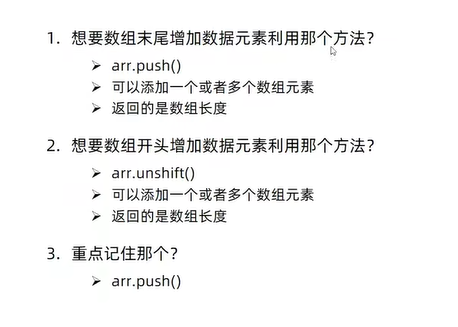 1. 想要数组末尾增加数据元素利用那个方法？
➢ arr.push()
➢ 可以添加一个或者多个数组元素
➢ 返回的是数组长度
2. 想要数组开头增加数据元素利用那个方法？
➢ arr.unshift()
➢ 可以添加一个或者多个数组元素
➢ 返回的是数组长度
3. 重点记住那个？
➢ arr.push()